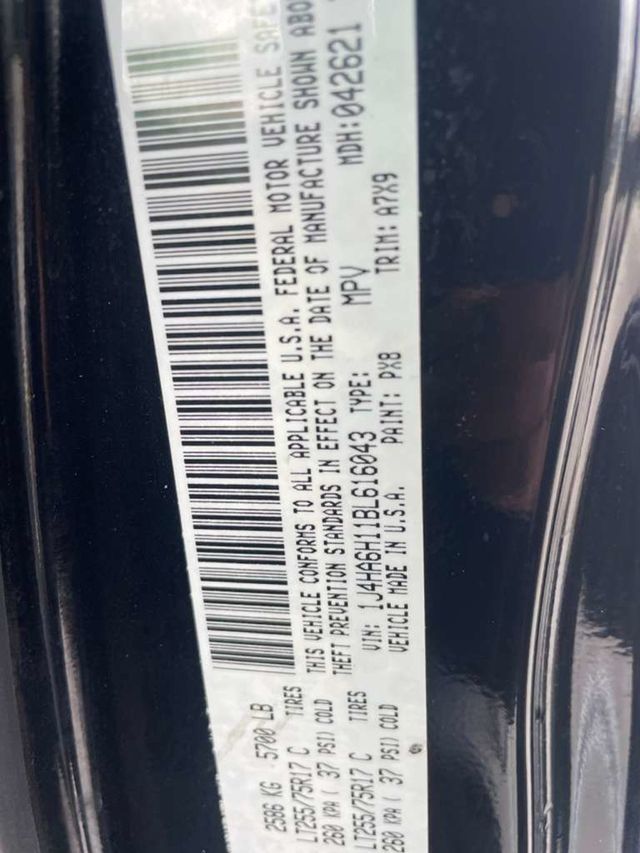 2586 KG 5700 LB
TIRES
LT255/75R17 C
260 KPA ( 37 PSI) COLD
TIRES
LT255/75R17 C
260 KPA ( 37 PSI) COLD
THIS VEHICLE CONFORMS TO ALL APPLICABLE U.S.A. FEDERAL MOTOR VEHICLE SAFE
THEFT PREVENTION STANDARDS IN EFFECT ON THE DATE OF MANUFACTURE SHOWN ABO
VIN: 1J4HA6H11BL616043 TYPE: MPV MDH:042621
VEHICLE MADE IN U.S.A. PAINT: PX8 TRIM: A7X9